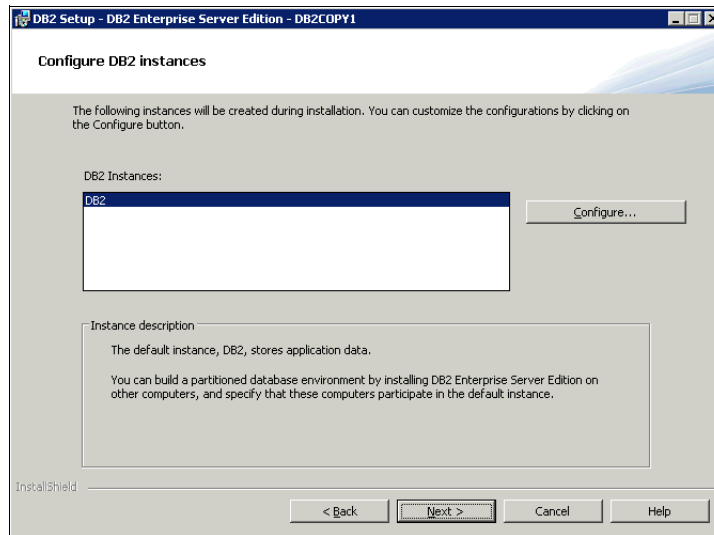 DB2 Setup - DB2 Enterprise Server Edition - DB2COPY1
Configure DB2 instances
The following instances will be created during installation. You can customize the configurations by clicking on
the Configure button.
DB2 Instances:
DB2
Configure...
Instance description
The default instance, DB2, stores application data.
You can build a partitioned database environment by installing DB2 Enterprise Server Edition on
other computers, and specify that these computers participate in the default instance.
InstallShield
< Back
Next >
Cancel
Help